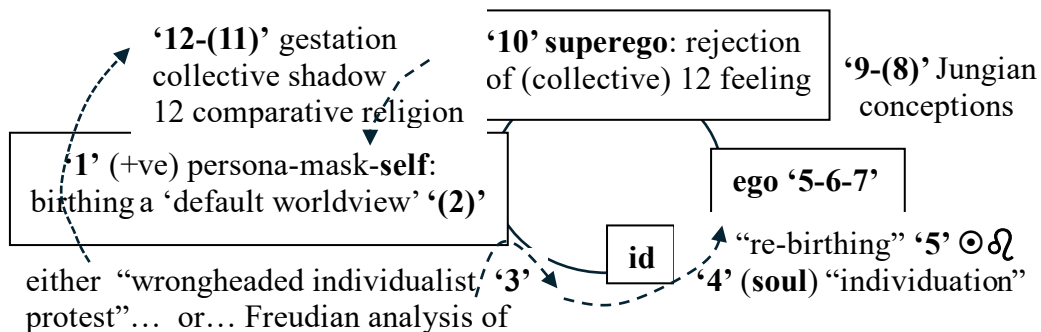 ‘12-(11)’ gestation
collective shadow
12 comparative religion
‘10’ superego: rejection
of (collective) 12 feeling
‘9-(8)’ Jungian
conceptions
‘1’ (+ve) persona-mask-self:
birthing a ‘default worldview’ ‘(2)’
ego ‘5-6-7’
id
“re-birthing” ‘5’ ☉♌
‘4’ (soul) “individuation”
either “wrongheaded individualist ‘3’
protest”… or… Freudian analysis of